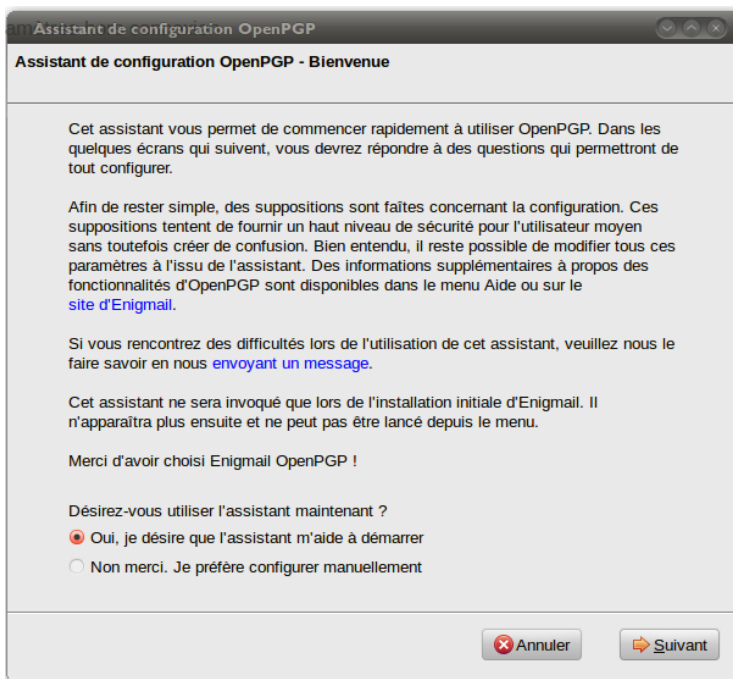 Assistant de configuration OpenPGP
Assistant de configuration OpenPGP - Bienvenue
Cet assistant vous permet de commencer rapidement à utiliser OpenPGP. Dans les
quelques écrans qui suivent, vous devrez répondre à des questions qui permettront de
tout configurer.
Afin de rester simple, des suppositions sont faîtes concernant la configuration. Ces
suppositions tentent de fournir un haut niveau de sécurité pour l'utilisateur moyen
sans toutefois créer de confusion. Bien entendu, il reste possible de modifier tous ces
paramètres à l'issu de l'assistant. Des informations supplémentaires à propos des
fonctionnalités d'OpenPGP sont disponibles dans le menu Aide ou sur le
site d'Enigmail.
Si vous rencontrez des difficultés lors de l'utilisation de cet assistant, veuillez nous le
faire savoir en nous envoyant un message.
Cet assistant ne sera invoqué que lors de l'installation initiale d'Enigmail. Il
n'apparaîtra plus ensuite et ne peut pas être lancé depuis le menu.
Merci d'avoir choisi Enigmail OpenPGP !
Désirez-vous utiliser l'assistant maintenant ?
Oui, je désire que l'assistant m'aide à démarrer
Non merci. Je préfère configurer manuellement
Annuler
Suivant